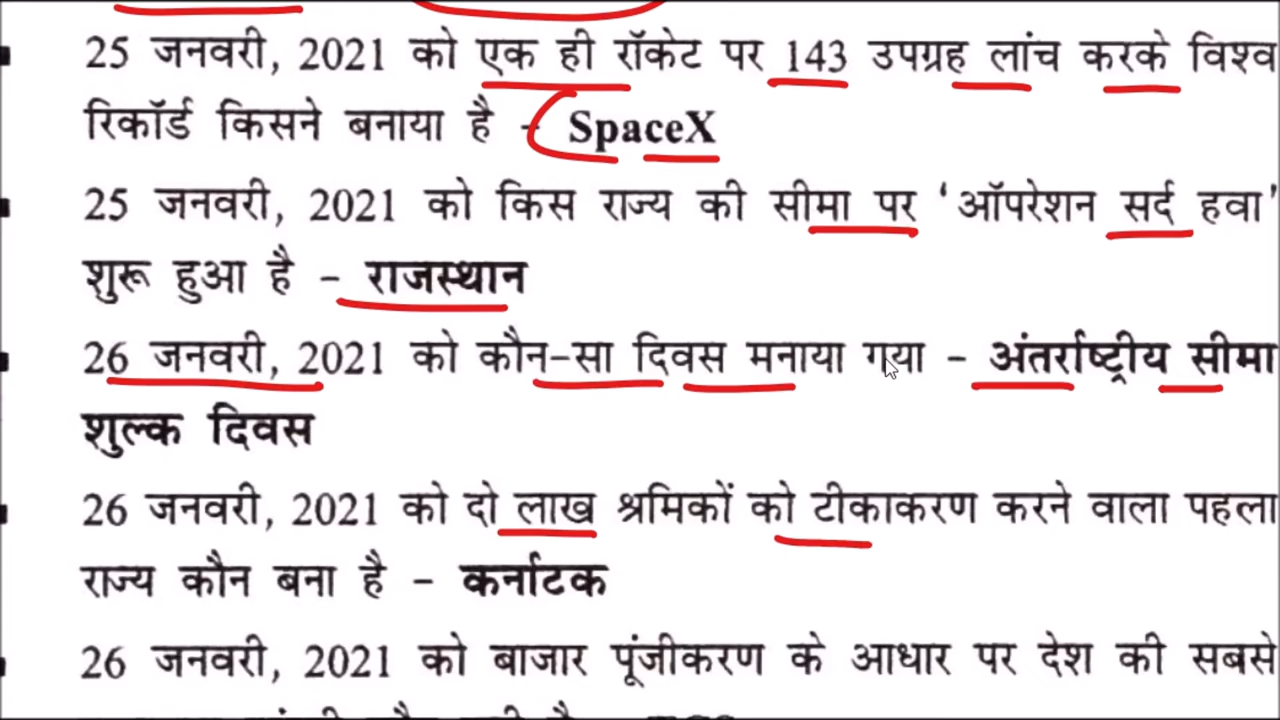 25 जनवरी, 2021 को एक ही रॉकेट पर 143 उपग्रह लांच करके विश्व
रिकॉर्ड किसने बनाया है - SpaceX
25 जनवरी, 2021 को किस राज्य की सीमा पर 'ऑपरेशन सर्द हवा'
शुरू हुआ है - राजस्थान
26 जनवरी, 2021 को कौन-सा दिवस मनाया गया - अंतर्राष्ट्रीय सीमा
शुल्क दिवस
26 जनवरी, 2021 को दो लाख श्रमिकों को टीकाकरण करने वाला पहला
राज्य कौन बना है - कर्नाटक
26 जनवरी, 2021 को बाजार पूंजीकरण के आधार पर देश की सबसे